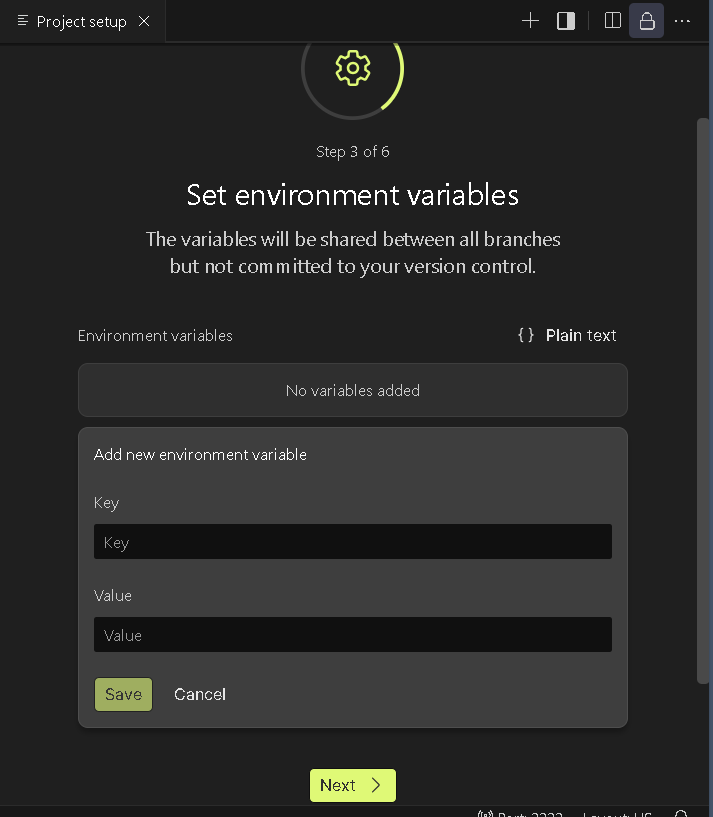 Project setup
Step 3 of 6
Set environment variables
The variables will be shared between all branches
but not committed to your version control.
Environment variables
{ } Plain text
No variables added
Add new environment variable
Key
Key
Value
Value
Save Cancel
Next